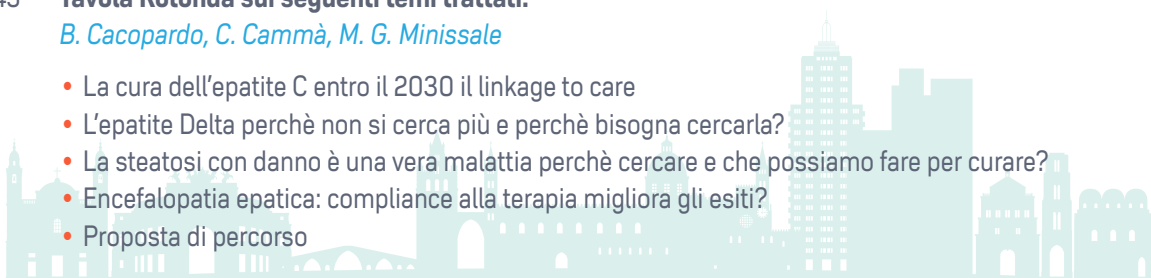 Tavola Rotonda sui seguenti temi trattati:
B. Cacopardo, C. Cammà, M. G. Minissale
• La cura dell'epatite C entro il 2030 il linkage to care
• L'epatite Delta perchè non si cerca più e perchè bisogna cercarla?
• La steatosi con danno è una vera malattia perchè cercare e che possiamo fare per curare?
• Encefalopatia epatica: compliance alla terapia migliora gli esiti?
• Proposta di percorso